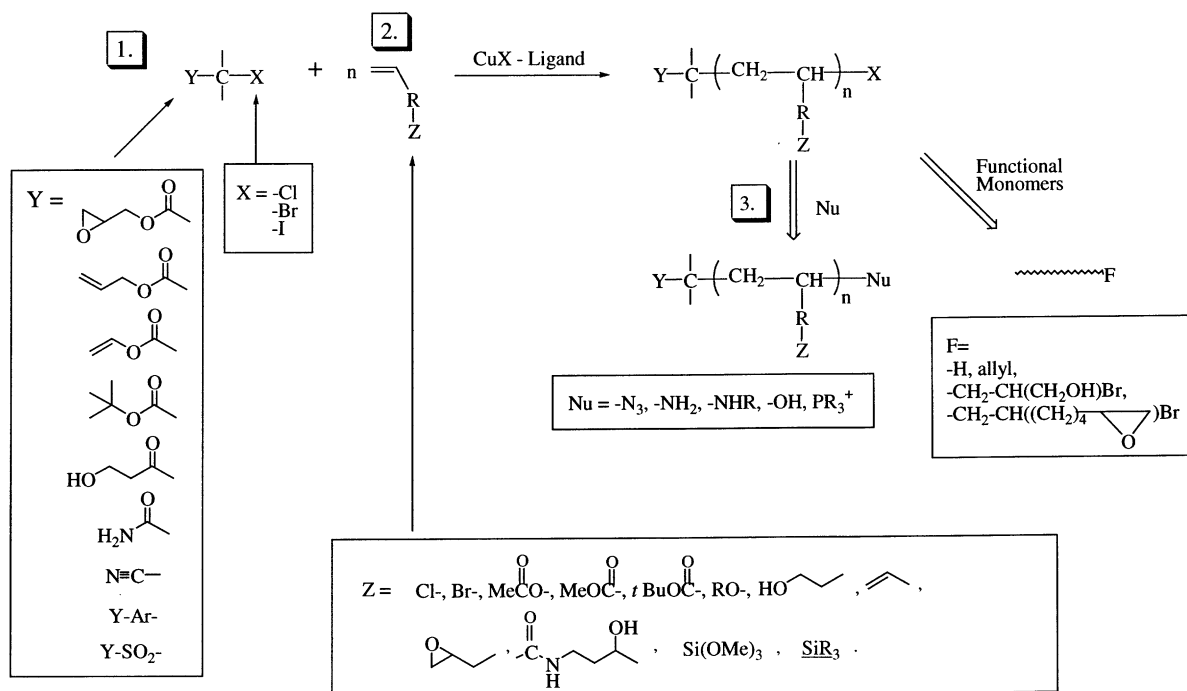 1.
2.
Y-C-X + n R Z
CuX - Ligand
Y-C-(CH2-CH)n-X
R
Z
Functional
Monomers
3.
Nu
Y-C-(CH2-CH)n-Nu
R
Z
F
Y =
O
O
O
O
O
O
O
O
O
HO O
H2N O
N≡C–
Y-Ar-
Y-SO2-
X = -Cl
-Br
-I
Nu = -N3, -NH2, -NHR, -OH, PR3+
F=
-H, allyl,
-CH2-CH(CH2OH)Br,
-CH2-CH((CH2)4 O )Br
Z = Cl-, Br-, MeCO-, MeOC-, t BuOC-, RO-, HO , ,
O O O
O , -C-N H O OH , Si(OMe)3 , SiR3 .